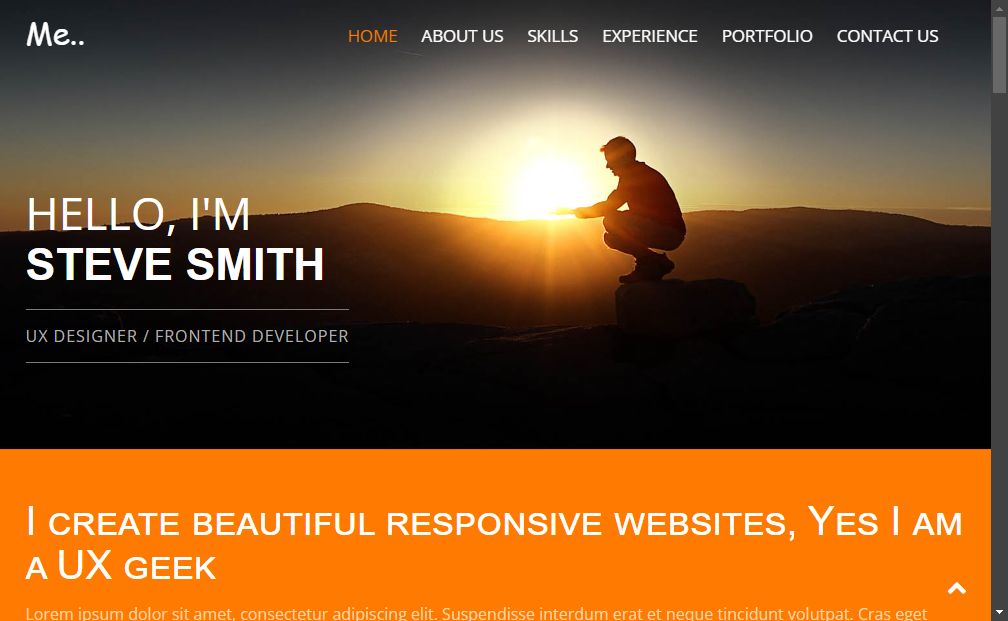 Me..
HOME ABOUT US SKILLS EXPERIENCE PORTFOLIO CONTACT US
HELLO, I'M
STEVE SMITH
UX DESIGNER / FRONTEND DEVELOPER
I create beautiful responsive websites, Yes I am
a UX geek
Lorem ipsum dolor sit amet, consectetur adipiscing elit. Suspendisse interdum erat et neque tincidunt volutpat. Cras eget